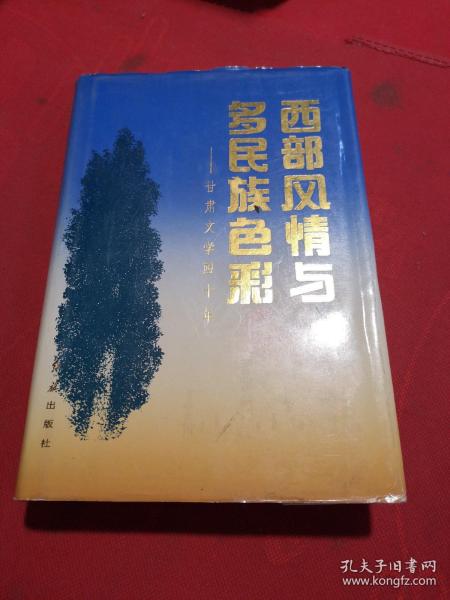 西部风情与
多民族色彩
——甘肃文学四十年
出版社
孔夫子旧书网
www.kongfz.com